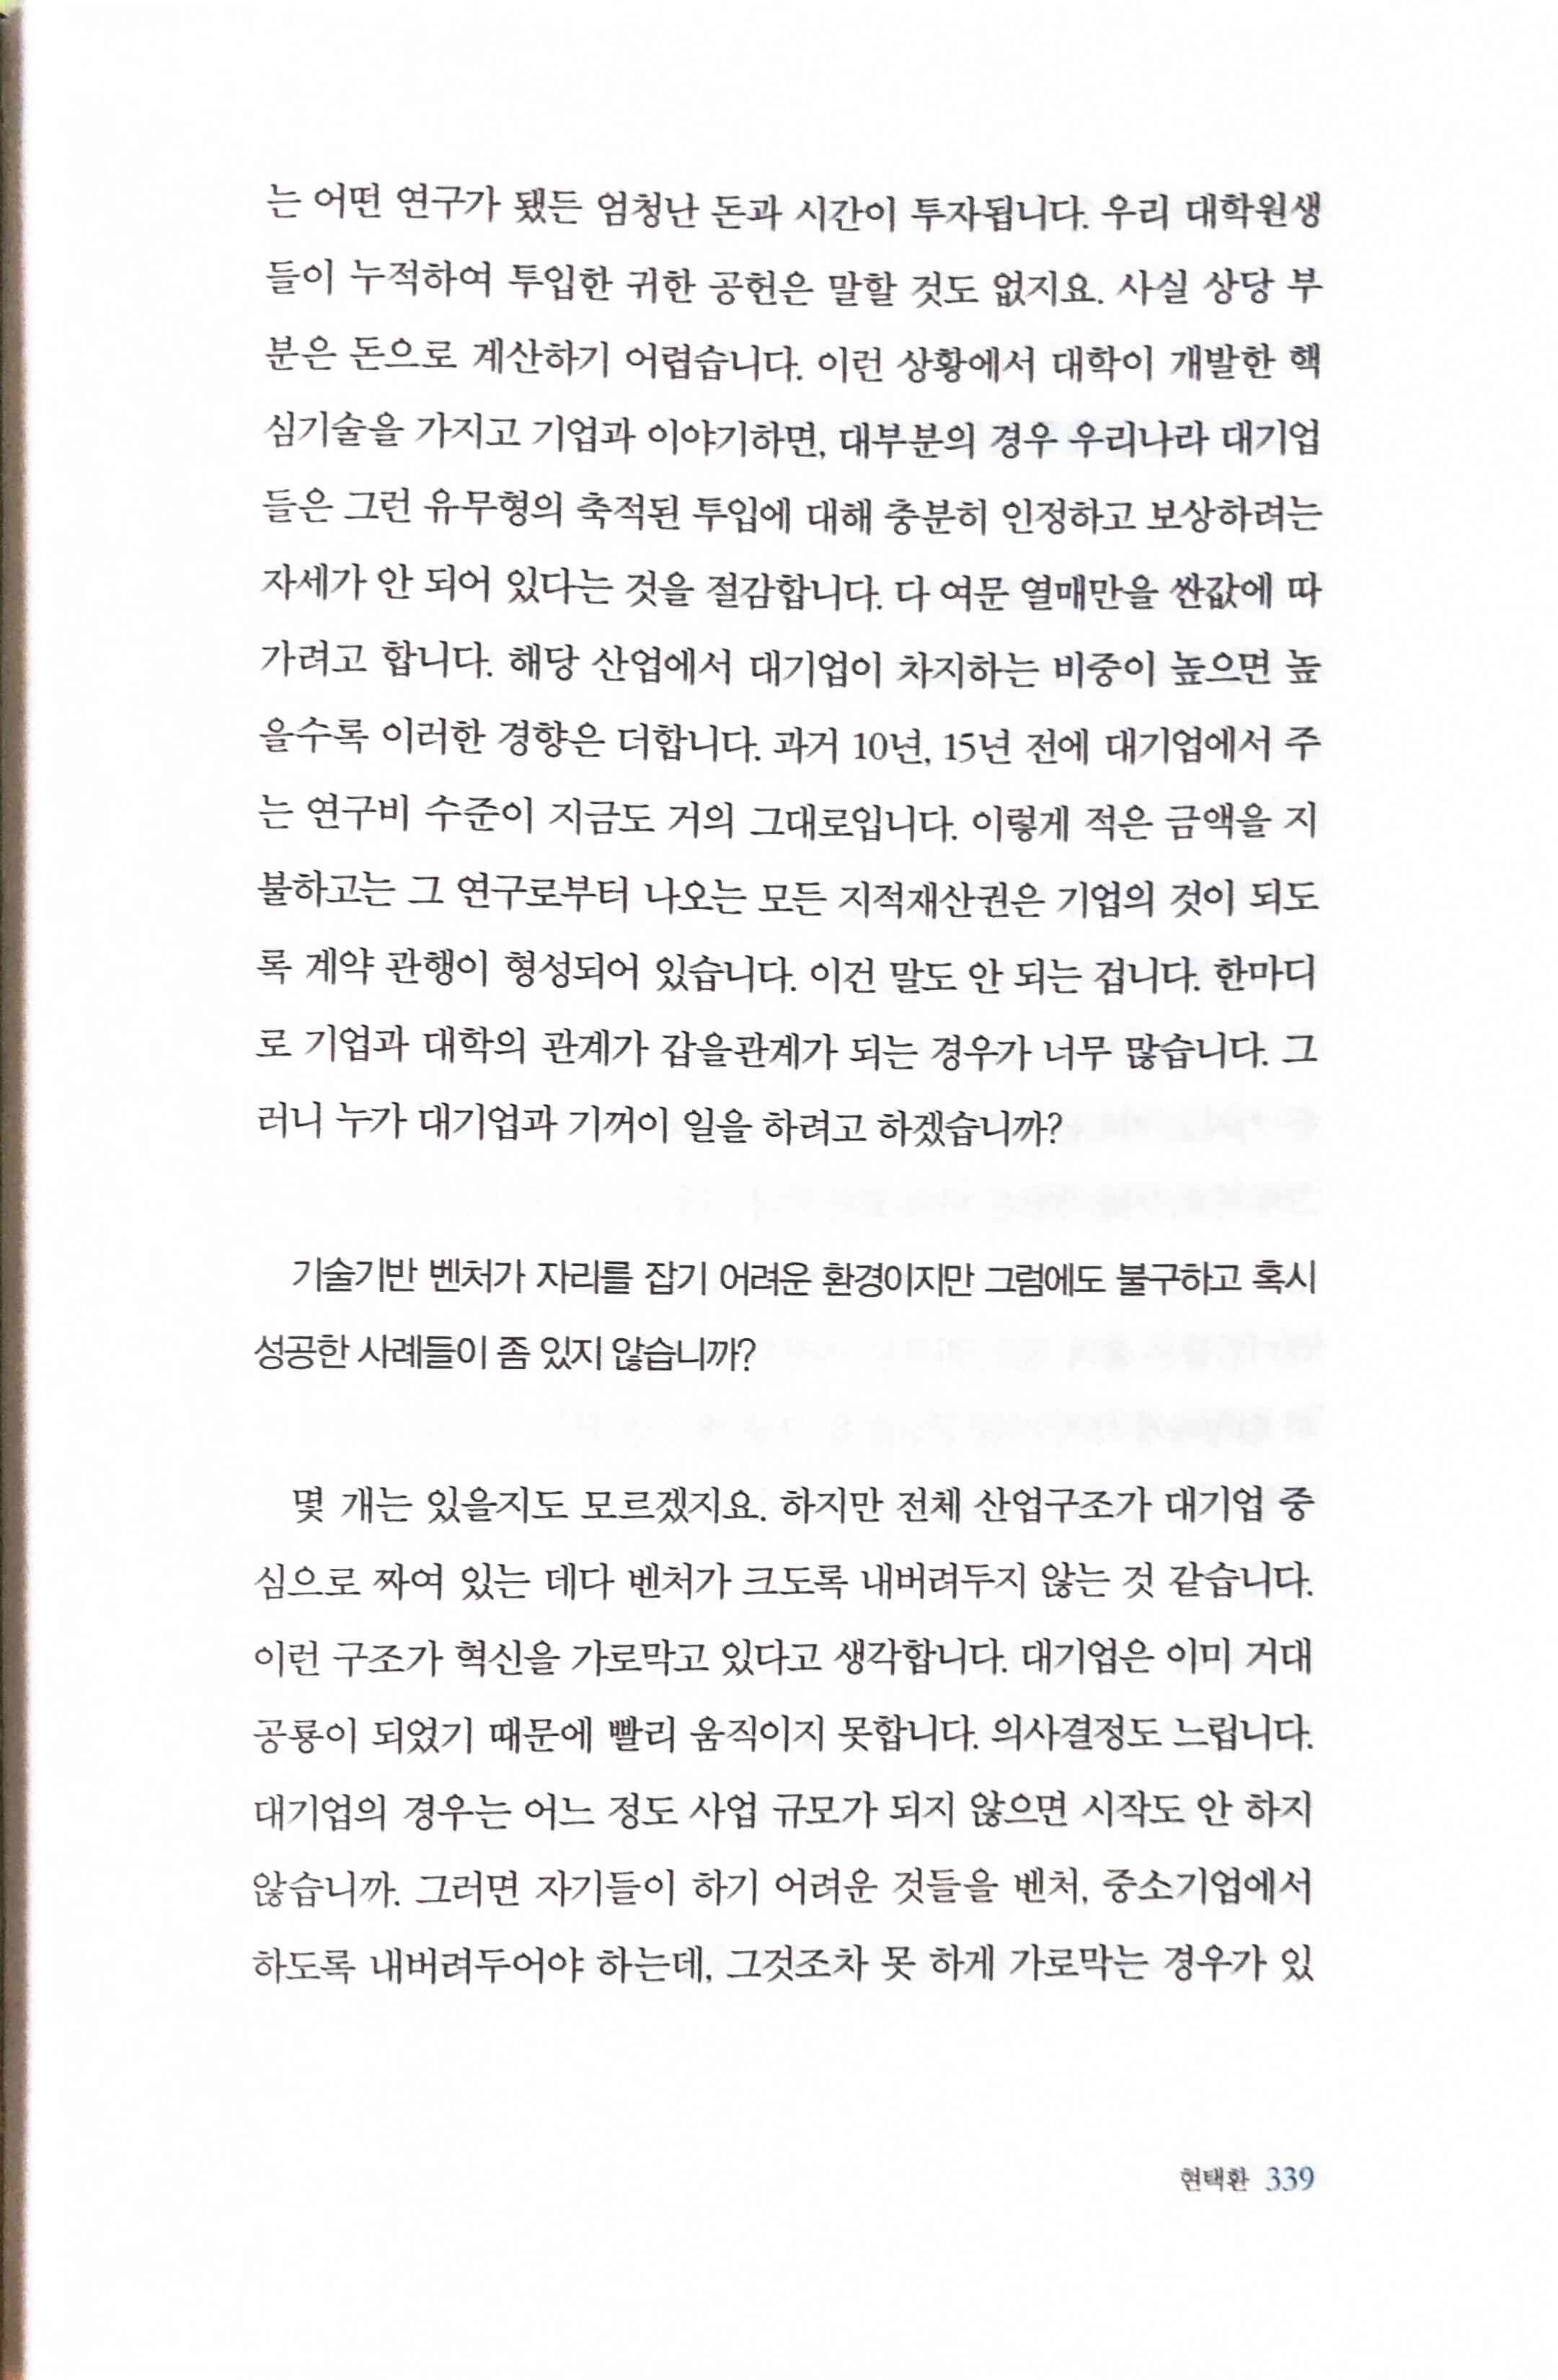 는 어떤 연구가 됐든 엄청난 돈과 시간이 투자됩니다. 우리 대학원생
들이 누적하여 투입한 귀한 공헌은 말할 것도 없지요. 사실 상당 부
분은 돈으로 계산하기 어렵습니다. 이런 상황에서 대학이 개발한 핵
심기술을 가지고 기업과 이야기하면, 대부분의 경우 우리나라 대기업
들은 그런 유무형의 축적된 투입에 대해 충분히 인정하고 보상하려는
자세가 안 되어 있다는 것을 절감합니다. 다 여문 열매만을 싼값에 따
가려고 합니다. 해당 산업에서 대기업이 차지하는 비중이 높으면 높
을수록 이러한 경향은 더합니다. 과거 10년, 15년 전에 대기업에서 주
는 연구비 수준이 지금도 거의 그대로입니다. 이렇게 적은 금액을 지
불하고는 그 연구로부터 나오는 모든 지적재산권은 기업의 것이 되도
록 계약 관행이 형성되어 있습니다. 이건 말도 안 되는 겁니다. 한마디
로 기업과 대학의 관계가 갑을관계가 되는 경우가 너무 많습니다. 그
러니 누가 대기업과 기꺼이 일을 하려고 하겠습니까?
기술기반 벤처가 자리를 잡기 어려운 환경이지만 그럼에도 불구하고 혹시
성공한 사례들이 좀 있지 않습니까?
몇 개는 있을지도 모르겠지요. 하지만 전체 산업구조가 대기업 중
심으로 짜여 있는 데다 벤처가 크도록 내버려두지 않는 것 같습니다.
이런 구조가 혁신을 가로막고 있다고 생각합니다. 대기업은 이미 거대
공룡이 되었기 때문에 빨리 움직이지 못합니다. 의사결정도 느립니다.
대기업의 경우는 어느 정도 사업 규모가 되지 않으면 시작도 안 하지
않습니까. 그러면 자기들이 하기 어려운 것들을 벤처, 중소기업에서
하도록 내버려두어야 하는데, 그것조차 못 하게 가로막는 경우가 있
현택환 339